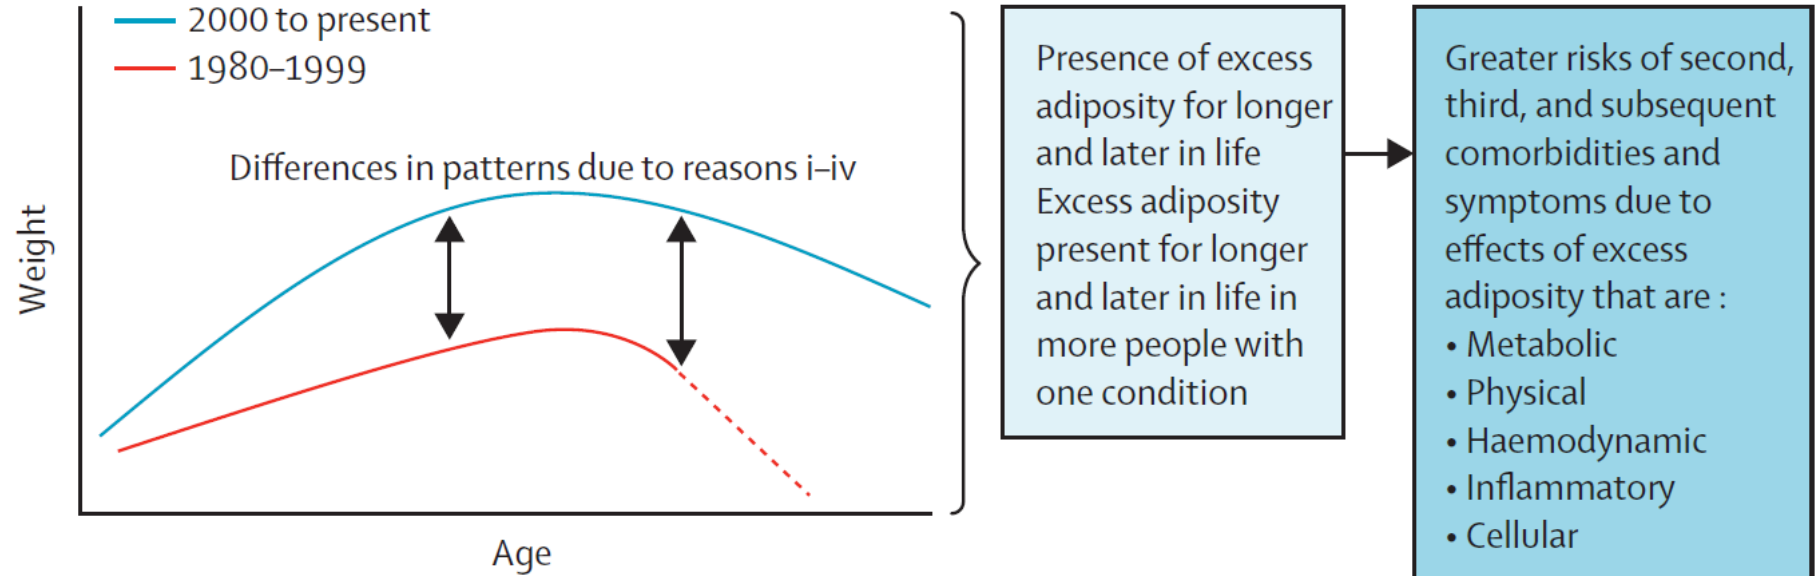 2000 to present
1980–1999
Differences in patterns due to reasons i–iv
Weight
Age
Presence of excess
adiposity for longer
and later in life
Excess adiposity
present for longer
and later in life in
more people with
one condition
Greater risks of second,
third, and subsequent
comorbidities and
symptoms due to
effects of excess
adiposity that are :
• Metabolic
• Physical
• Haemodynamic
• Inflammatory
• Cellular